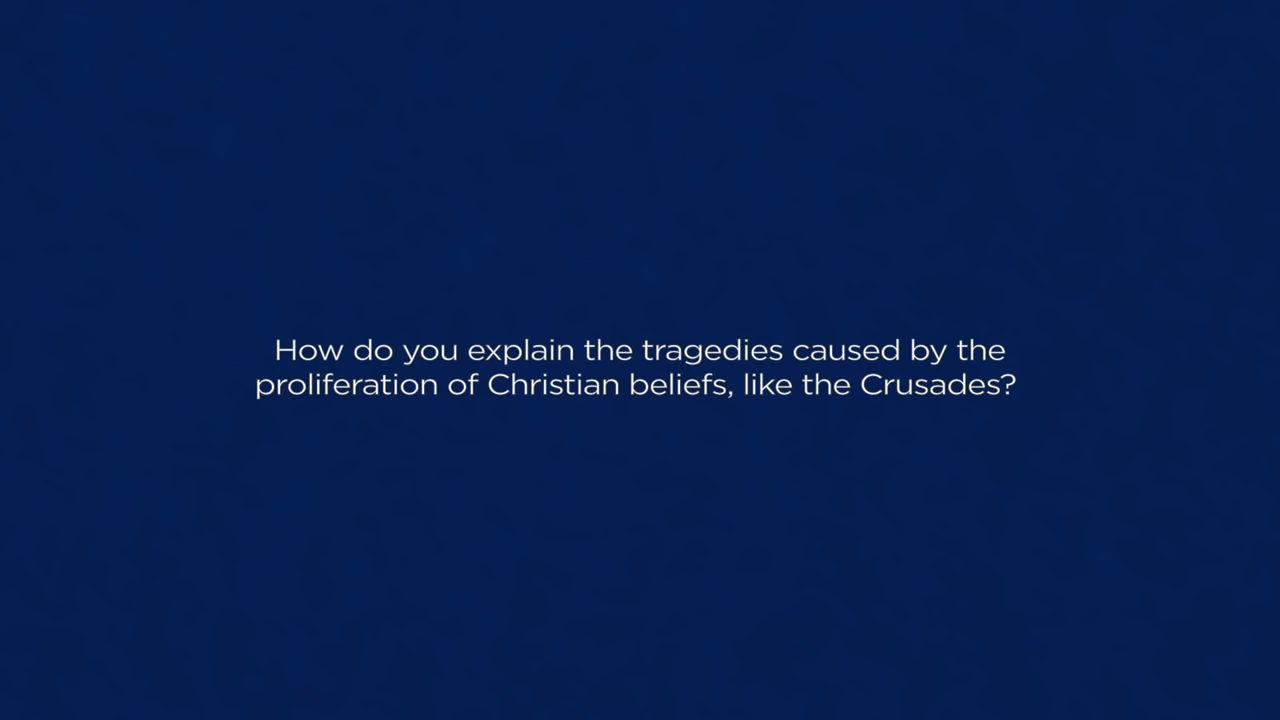 How do you explain the tragedies caused by the
proliferation of Christian beliefs, like the Crusades?